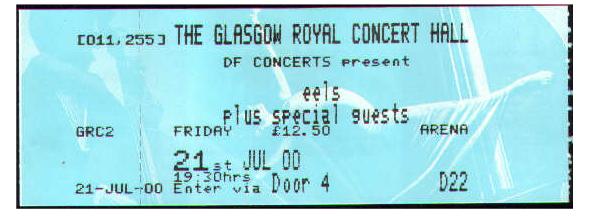 [011,255] THE GLASGOW ROYAL CONCERT HALL
DF CONCERTS present
eels
plus special guests
GRC2 FRIDAY £12.50 ARENA
21st JUL 00
19:30hrs
21-JUL-00 Enter via Door 4 D22